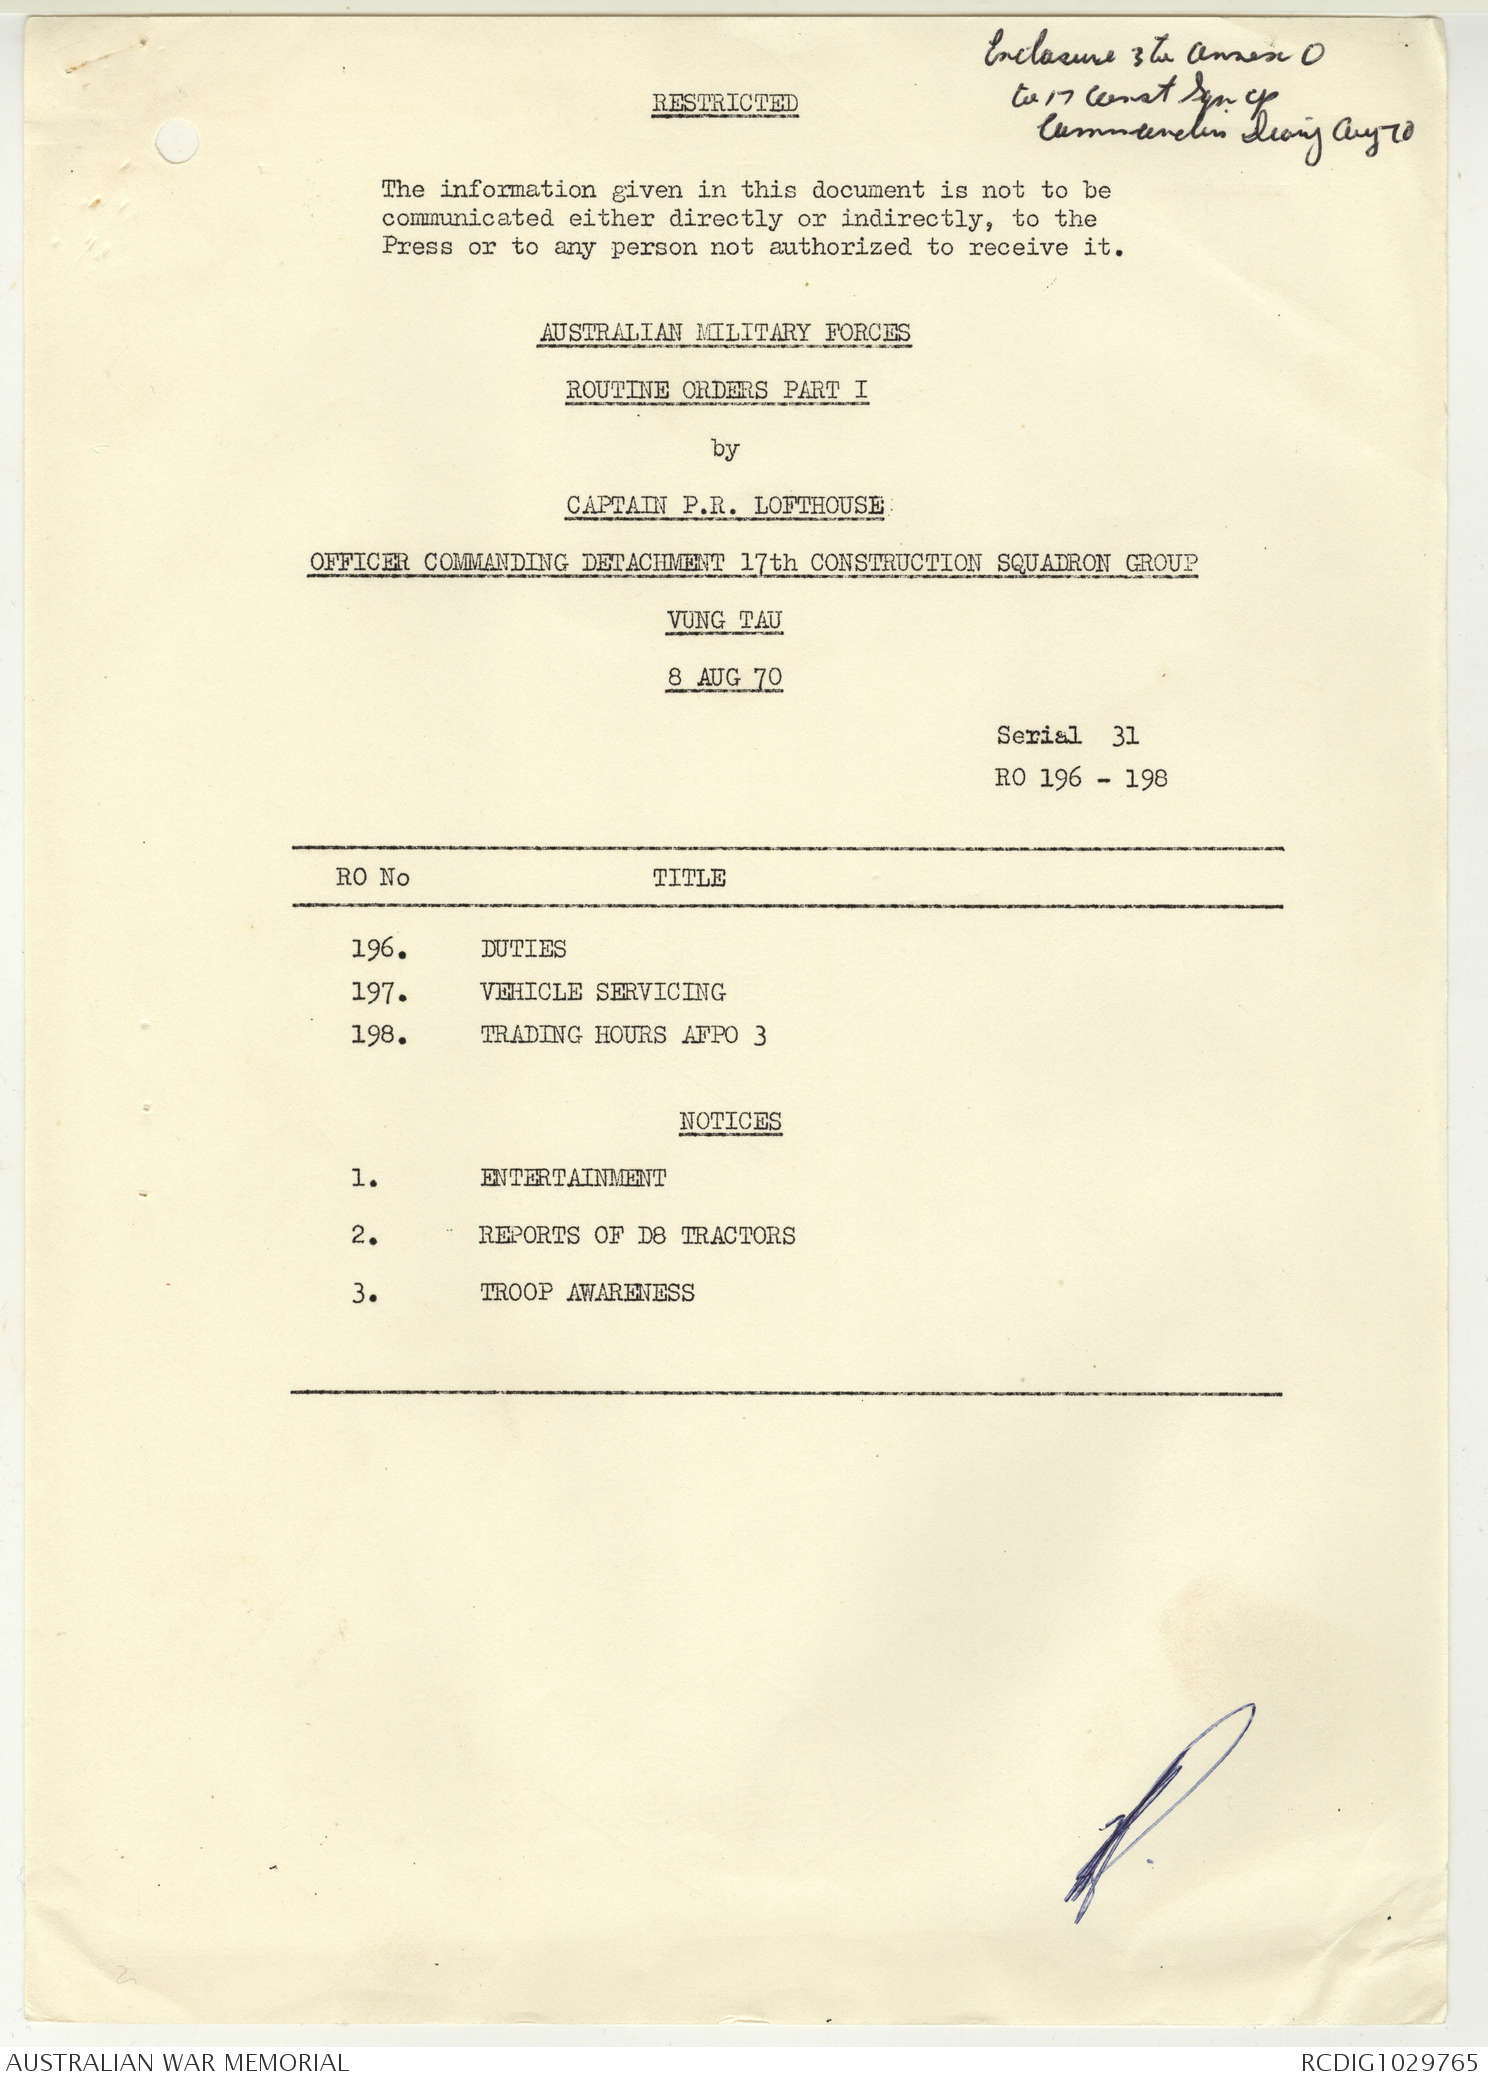 Enclosure 3 to Annex O
to 17 Const Sqn Gp
Commanders Diary Aug 70
RESTRICTED
The information given in this document is not to be
communicated either directly or indirectly, to the
Press or to any person not authorized to receive it.
AUSTRALIAN MILITARY FORCES
ROUTINE ORDERS PART I
by
CAPTAIN P.R. LOFTHOUSE
OFFICER COMMANDING DETACHMENT 17th CONSTRUCTION SQUADRON GROUP
VUNG TAU
8 AUG 70
Serial 31
RO 196 - 198
RO No TITLE
196. DUTIES
197. VEHICLE SERVICING
198. TRADING HOURS AFPO 3
NOTICES
1. ENTERTAINMENT
2. REPORTS OF D8 TRACTORS
3. TROOP AWARENESS
AUSTRALIAN WAR MEMORIAL RCDIG1029765